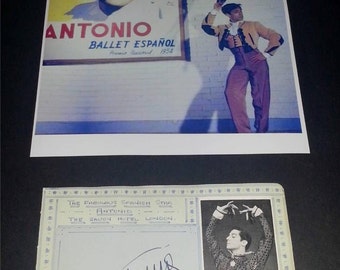 ANTONIO
BALLET ESPAÑOL
THE FABULOUS SPANISH STAR
ANTONIO
THE SAVOY HOTEL LONDON.